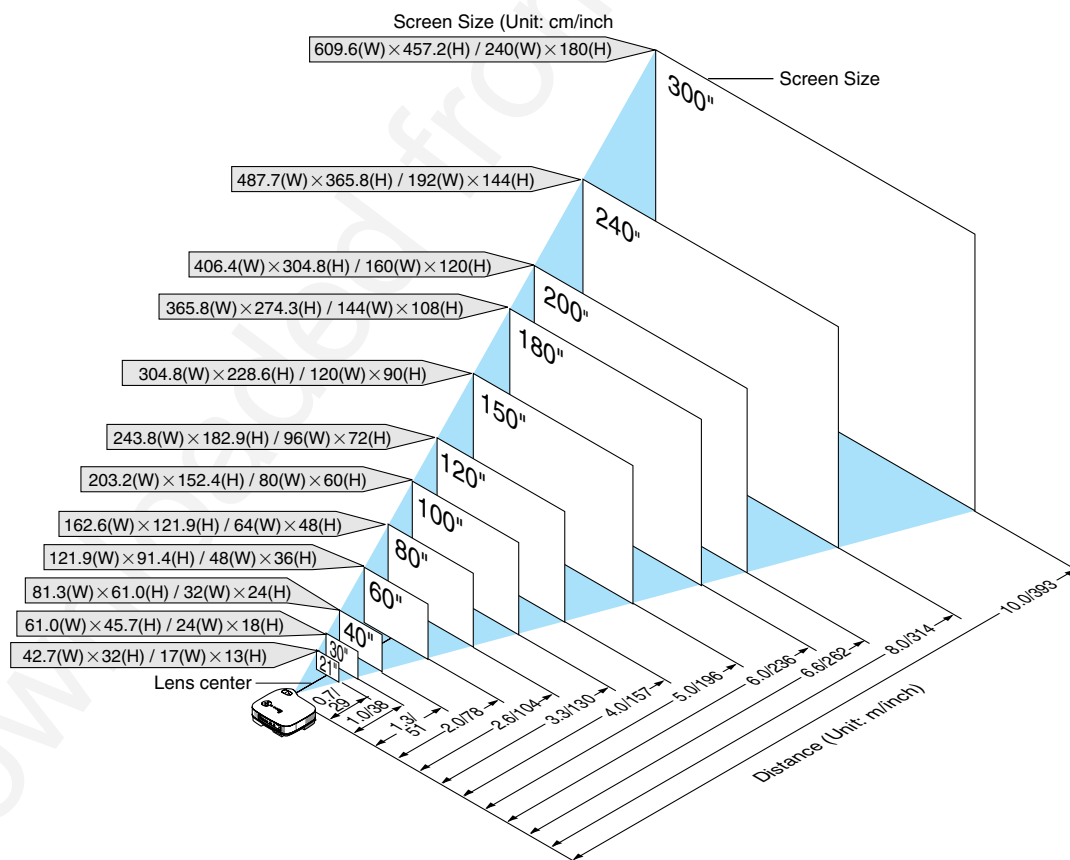 Screen Size (Unit: cm/inch
609.6(W)×457.2(H) / 240(W)×180(H)
Screen Size
300"
487.7(W)×365.8(H) / 192(W)×144(H)
240"
406.4(W)×304.8(H) / 160(W)×120(H)
200"
365.8(W)×274.3(H) / 144(W)×108(H)
180"
304.8(W)×228.6(H) / 120(W)×90(H)
150"
243.8(W)×182.9(H) / 96(W)×72(H)
120"
203.2(W)×152.4(H) / 80(W)×60(H)
100"
162.6(W)×121.9(H) / 64(W)×48(H)
80"
121.9(W)×91.4(H) / 48(W)×36(H)
60"
81.3(W)×61.0(H) / 32(W)×24(H)
40"
61.0(W)×45.7(H) / 24(W)×18(H)
30"
42.7(W)×32(H) / 17(W)×13(H)
21"
Lens center
0.7/
29
1.0/38
1.3/
51
2.0/78
2.6/104
3.3/130
4.0/157
5.0/196
6.0/236
6.6/262
8.0/314
10.0/393
Distance (Unit: m/inch)
ownloaded from